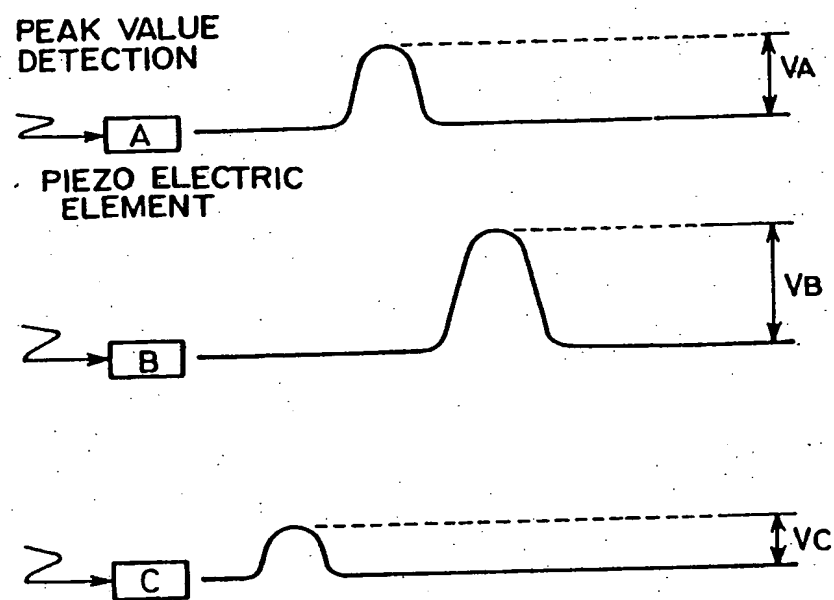 PEAK VALUE
DETECTION
VA
A
PIEZO ELECTRIC
ELEMENT
VB
B
VC
C